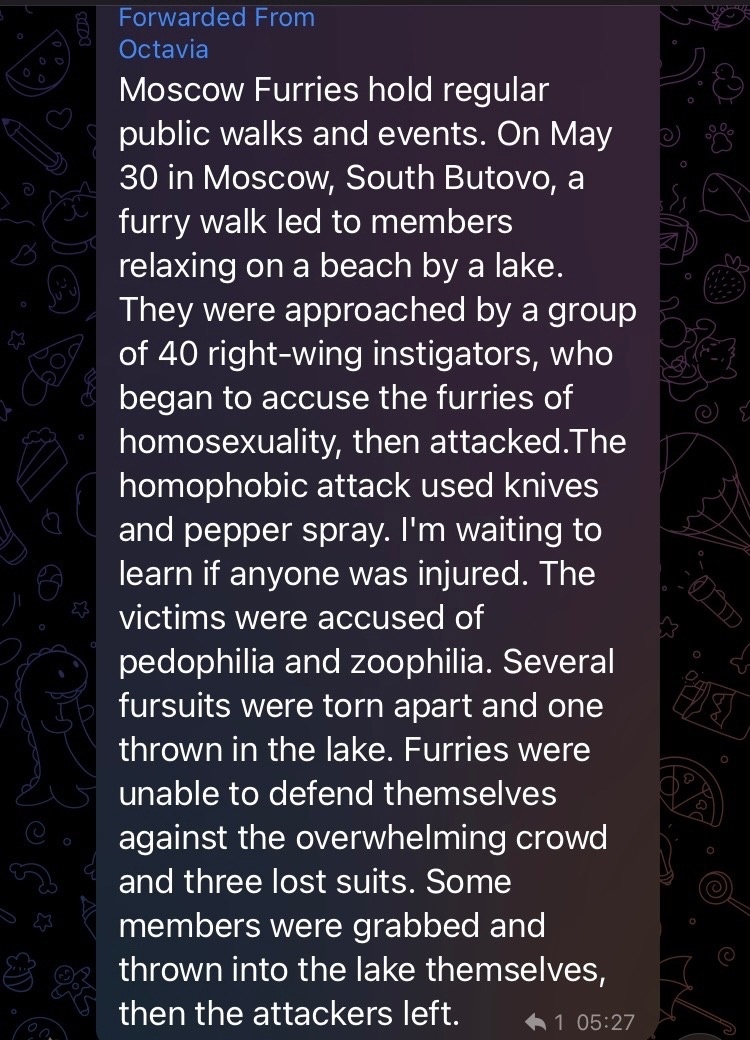 Forwarded From
Octavia
Moscow Furries hold regular
public walks and events. On May
30 in Moscow, South Butovo, a
furry walk led to members
relaxing on a beach by a lake.
They were approached by a group
of 40 right-wing instigators, who
began to accuse the furries of
homosexuality, then attacked.The
homophobic attack used knives
and pepper spray. I'm waiting to
learn if anyone was injured. The
victims were accused of
pedophilia and zoophilia. Several
fursuits were torn apart and one
thrown in the lake. Furries were
unable to defend themselves
against the overwhelming crowd
and three lost suits. Some
members were grabbed and
thrown into the lake themselves,
then the attackers left.
1 05:27